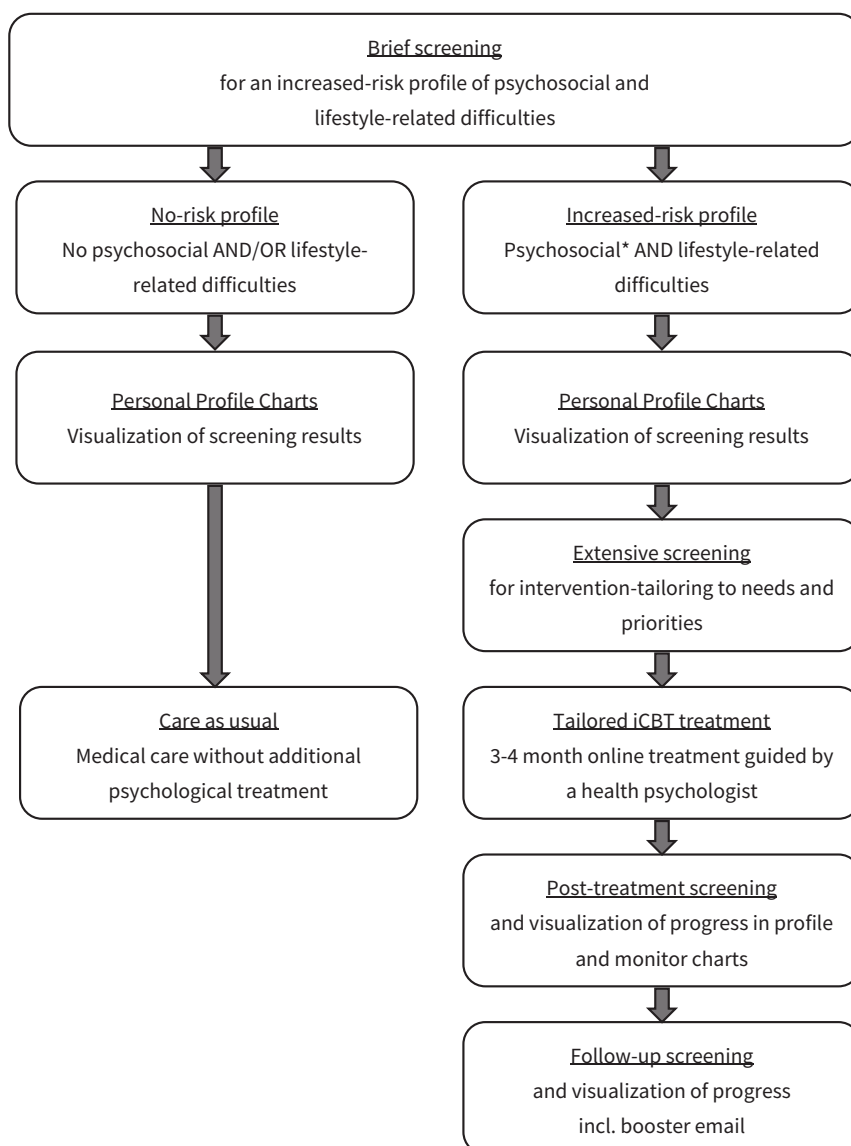 Brief screening
for an increased-risk profile of psychosocial and
lifestyle-related difficulties
No-risk profile
No psychosocial AND/OR lifestyle-
related difficulties
Increased-risk profile
Psychosocial* AND lifestyle-related
difficulties
Personal Profile Charts
Visualization of screening results
Personal Profile Charts
Visualization of screening results
Extensive screening
for intervention-tailoring to needs and
priorities
Care as usual
Medical care without additional
psychological treatment
Tailored iCBT treatment
3-4 month online treatment guided by
a health psychologist
Post-treatment screening
and visualization of progress in profile
and monitor charts
Follow-up screening
and visualization of progress
incl. booster email